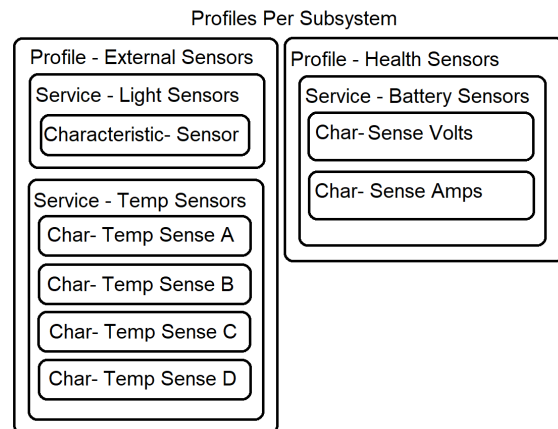 Profiles Per Subsystem
Profile - External Sensors
Service - Light Sensors
Characteristic- Sensor
Service - Temp Sensors
Char- Temp Sense A
Char- Temp Sense B
Char- Temp Sense C
Char- Temp Sense D
Profile - Health Sensors
Service - Battery Sensors
Char- Sense Volts
Char- Sense Amps